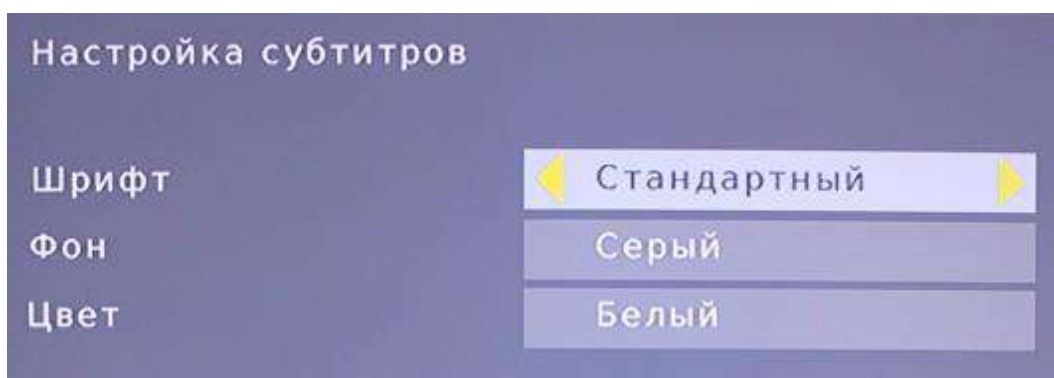 Настройка субтитров
Шрифт Стандартный
Фон Серый
Цвет Белый